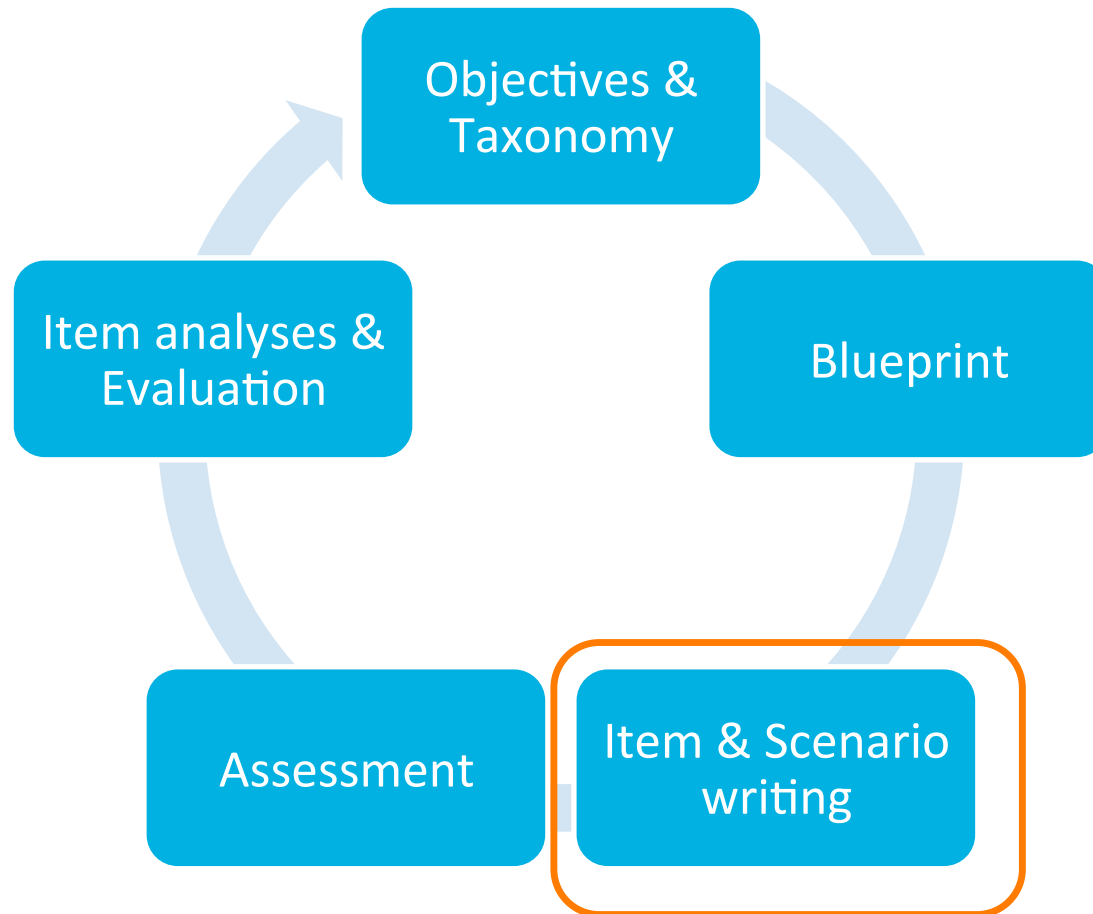 Objectives &
Taxonomy
Blueprint
Item & Scenario
writing
Assessment
Item analyses &
Evaluation